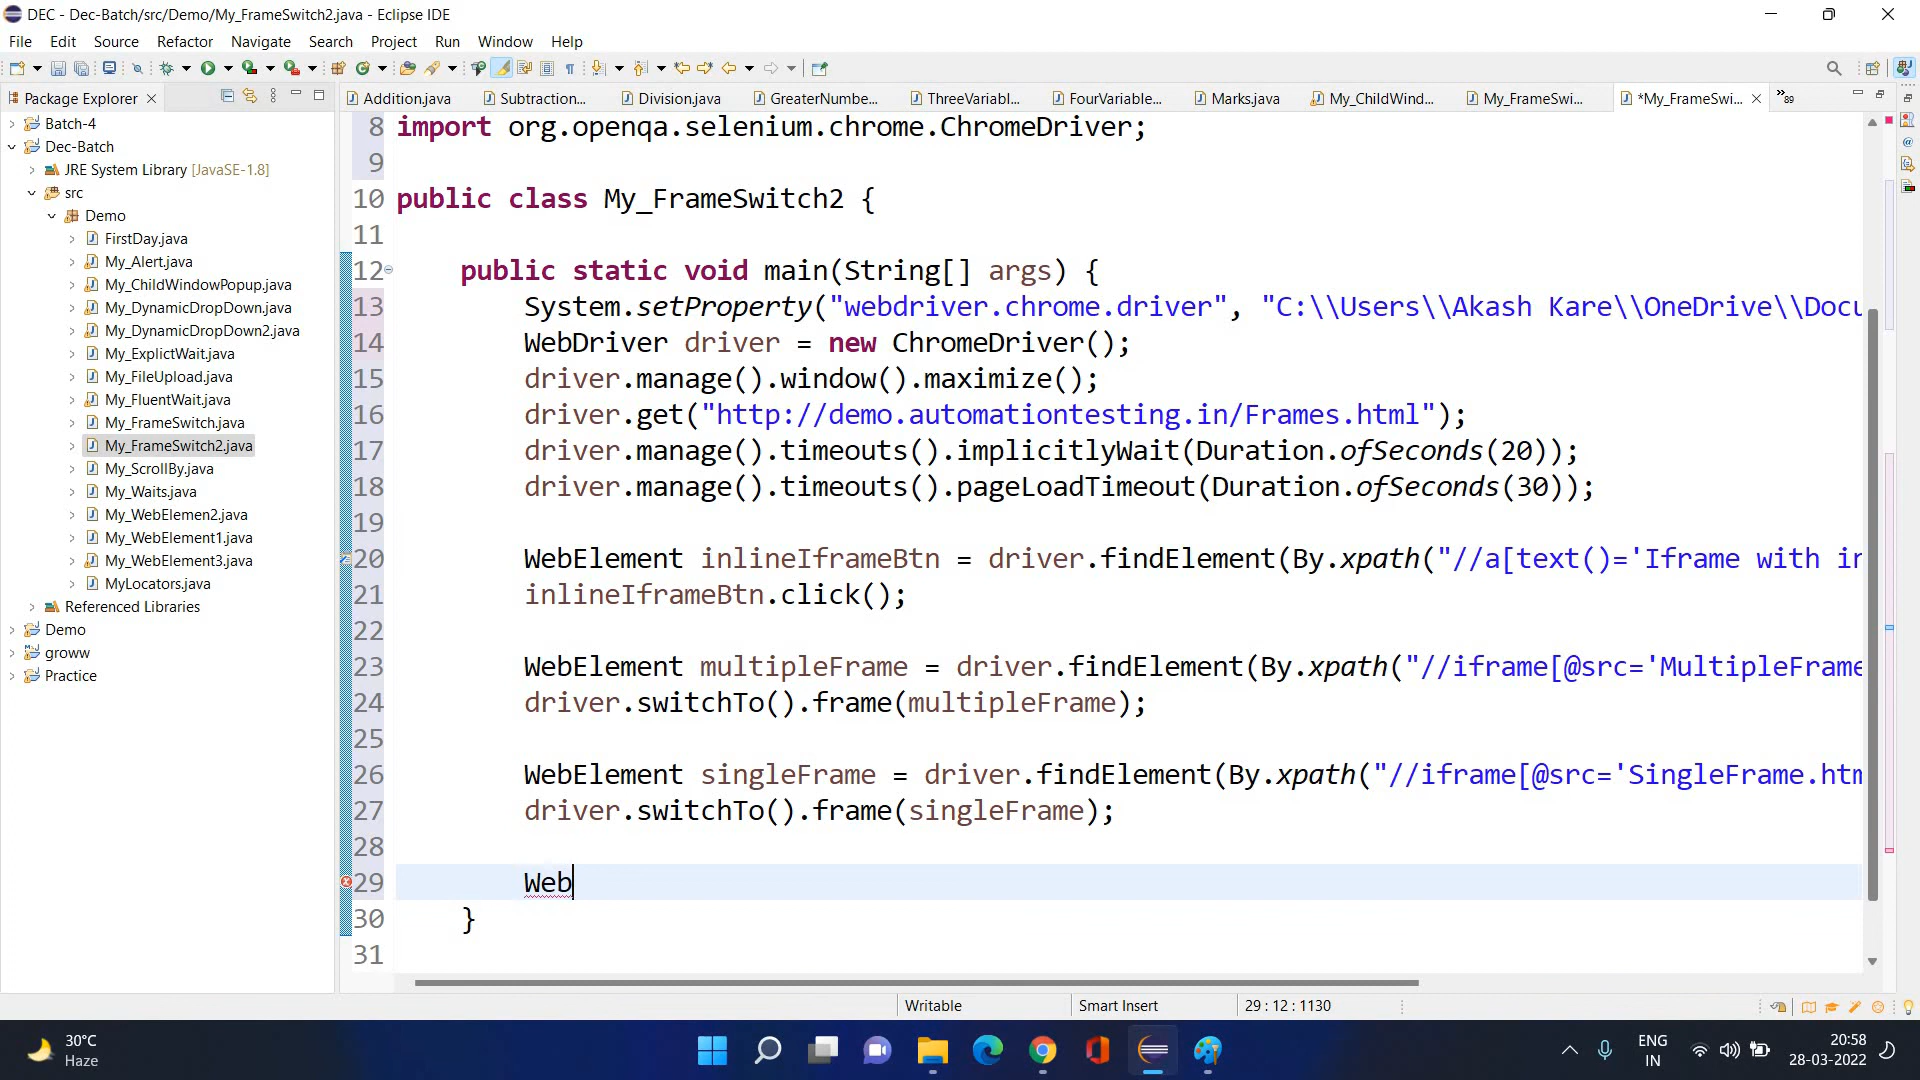 DEC - Dec-Batch/src/Demo/My_FrameSwitch2.java - Eclipse IDE
File Edit Source Refactor Navigate Search Project Run Window Help
Package Explorer
Addition.java Subtraction... Division.java GreaterNumbe... ThreeVariabl... FourVariable... Marks.java My_ChildWind... My_FrameSwi... *My_FrameSwi... »89
Batch-4
Dec-Batch
JRE System Library [JavaSE-1.8]
src
Demo
FirstDay.java
My_Alert.java
My_ChildWindowPopup.java
My_DynamicDropDown.java
My_DynamicDropDown2.java
My_ExplictWait.java
My_FileUpload.java
My_FluentWait.java
My_FrameSwitch.java
My_FrameSwitch2.java
My_ScrollBy.java
My_Waits.java
My_WebElemen2.java
My_WebElement1.java
My_WebElement3.java
MyLocators.java
Referenced Libraries
Demo
groww
Practice
8 import org.openqa.selenium.chrome.ChromeDriver;
9
10 public class My_FrameSwitch2 {
11
12 public static void main(String[] args) {
13 System.setProperty("webdriver.chrome.driver", "C:\\Users\\Akash Kare\\OneDrive\\Docu
14 WebDriver driver = new ChromeDriver();
15 driver.manage().window().maximize();
16 driver.get("http://demo.automationtesting.in/Frames.html");
17 driver.manage().timeouts().implicitlyWait(Duration.ofSeconds(20));
18 driver.manage().timeouts().pageLoadTimeout(Duration.ofSeconds(30));
19
20 WebElement inlineIframeBtn = driver.findElement(By.xpath("//a[text()='Iframe with in
21 inlineIframeBtn.click();
22
23 WebElement multipleFrame = driver.findElement(By.xpath("//iframe[@src='MultipleFrame
24 driver.switchTo().frame(multipleFrame);
25
26 WebElement singleFrame = driver.findElement(By.xpath("//iframe[@src='SingleFrame.htm
27 driver.switchTo().frame(singleFrame);
28
29 Web
30 }
31
Writable Smart Insert 29 : 12 : 1130
30°C
Haze
ENG
IN
20:58
28-03-2022